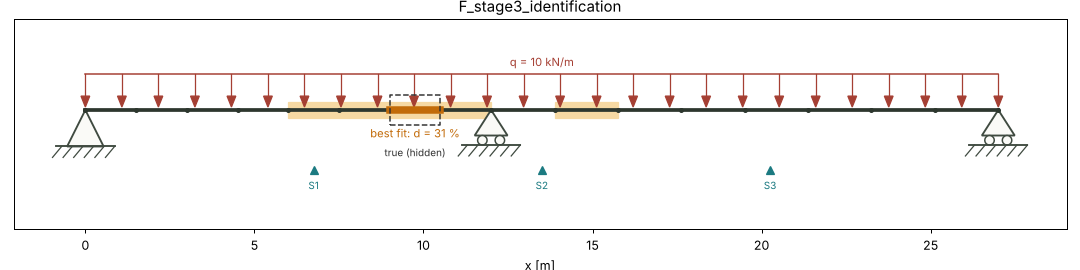 F_stage3_identification
q = 10 kN/m
best fit: d = 31 %
true (hidden)
S1 S2 S3
0 5 10 15 20 25
x [m]